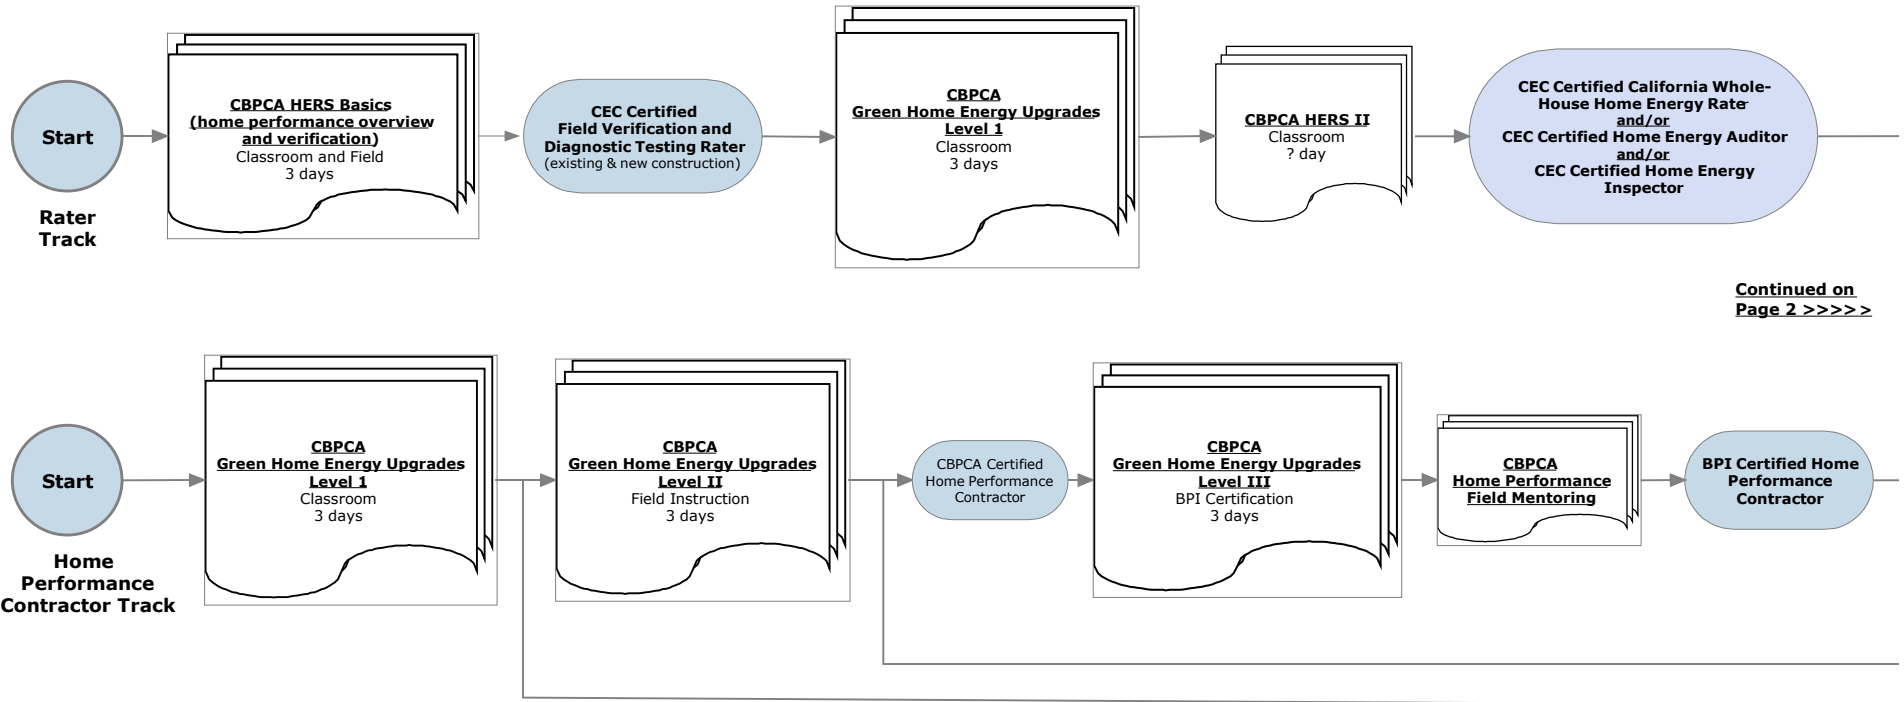 Start
Rater
Track
CBPCA HERS Basics
(home performance overview
and verification)
Classroom and Field
3 days
CEC Certified
Field Verification and
Diagnostic Testing Rater
(existing & new construction)
CBPCA
Green Home Energy Upgrades
Level 1
Classroom
3 days
CBPCA HERS II
Classroom
? day
CEC Certified California Whole-
House Home Energy Rater
and/or
CEC Certified Home Energy Auditor
and/or
CEC Certified Home Energy
Inspector
Continued on
Page 2 >>>>>
Start
Home
Performance
Contractor Track
CBPCA
Green Home Energy Upgrades
Level 1
Classroom
3 days
CBPCA
Green Home Energy Upgrades
Level II
Field Instruction
3 days
CBPCA Certified
Home Performance
Contractor
CBPCA
Green Home Energy Upgrades
Level III
BPI Certification
3 days
CBPCA
Home Performance
Field Mentoring
BPI Certified Home
Performance
Contractor